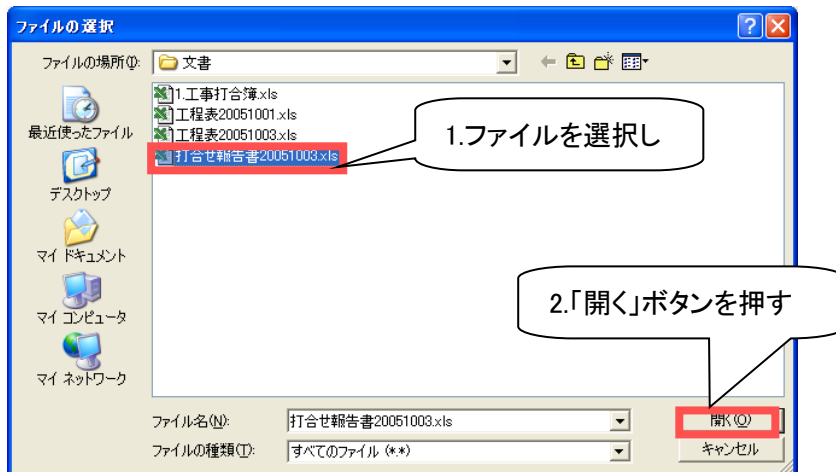 ファイルの選択
ファイルの場所(I):
文書
最近使ったファイル
デスクトップ
マイ ドキュメント
マイ コンピュータ
マイ ネットワーク
1.工事打合簿.xls
工程表20051001.xls
工程表20051003.xls
打合せ報告書20051003.xls
1.ファイルを選択し
2.「開く」ボタンを押す
ファイル名(N):
打合せ報告書20051003.xls
開く(O)
ファイルの種類(T):
すべてのファイル (*.*)
キャンセル